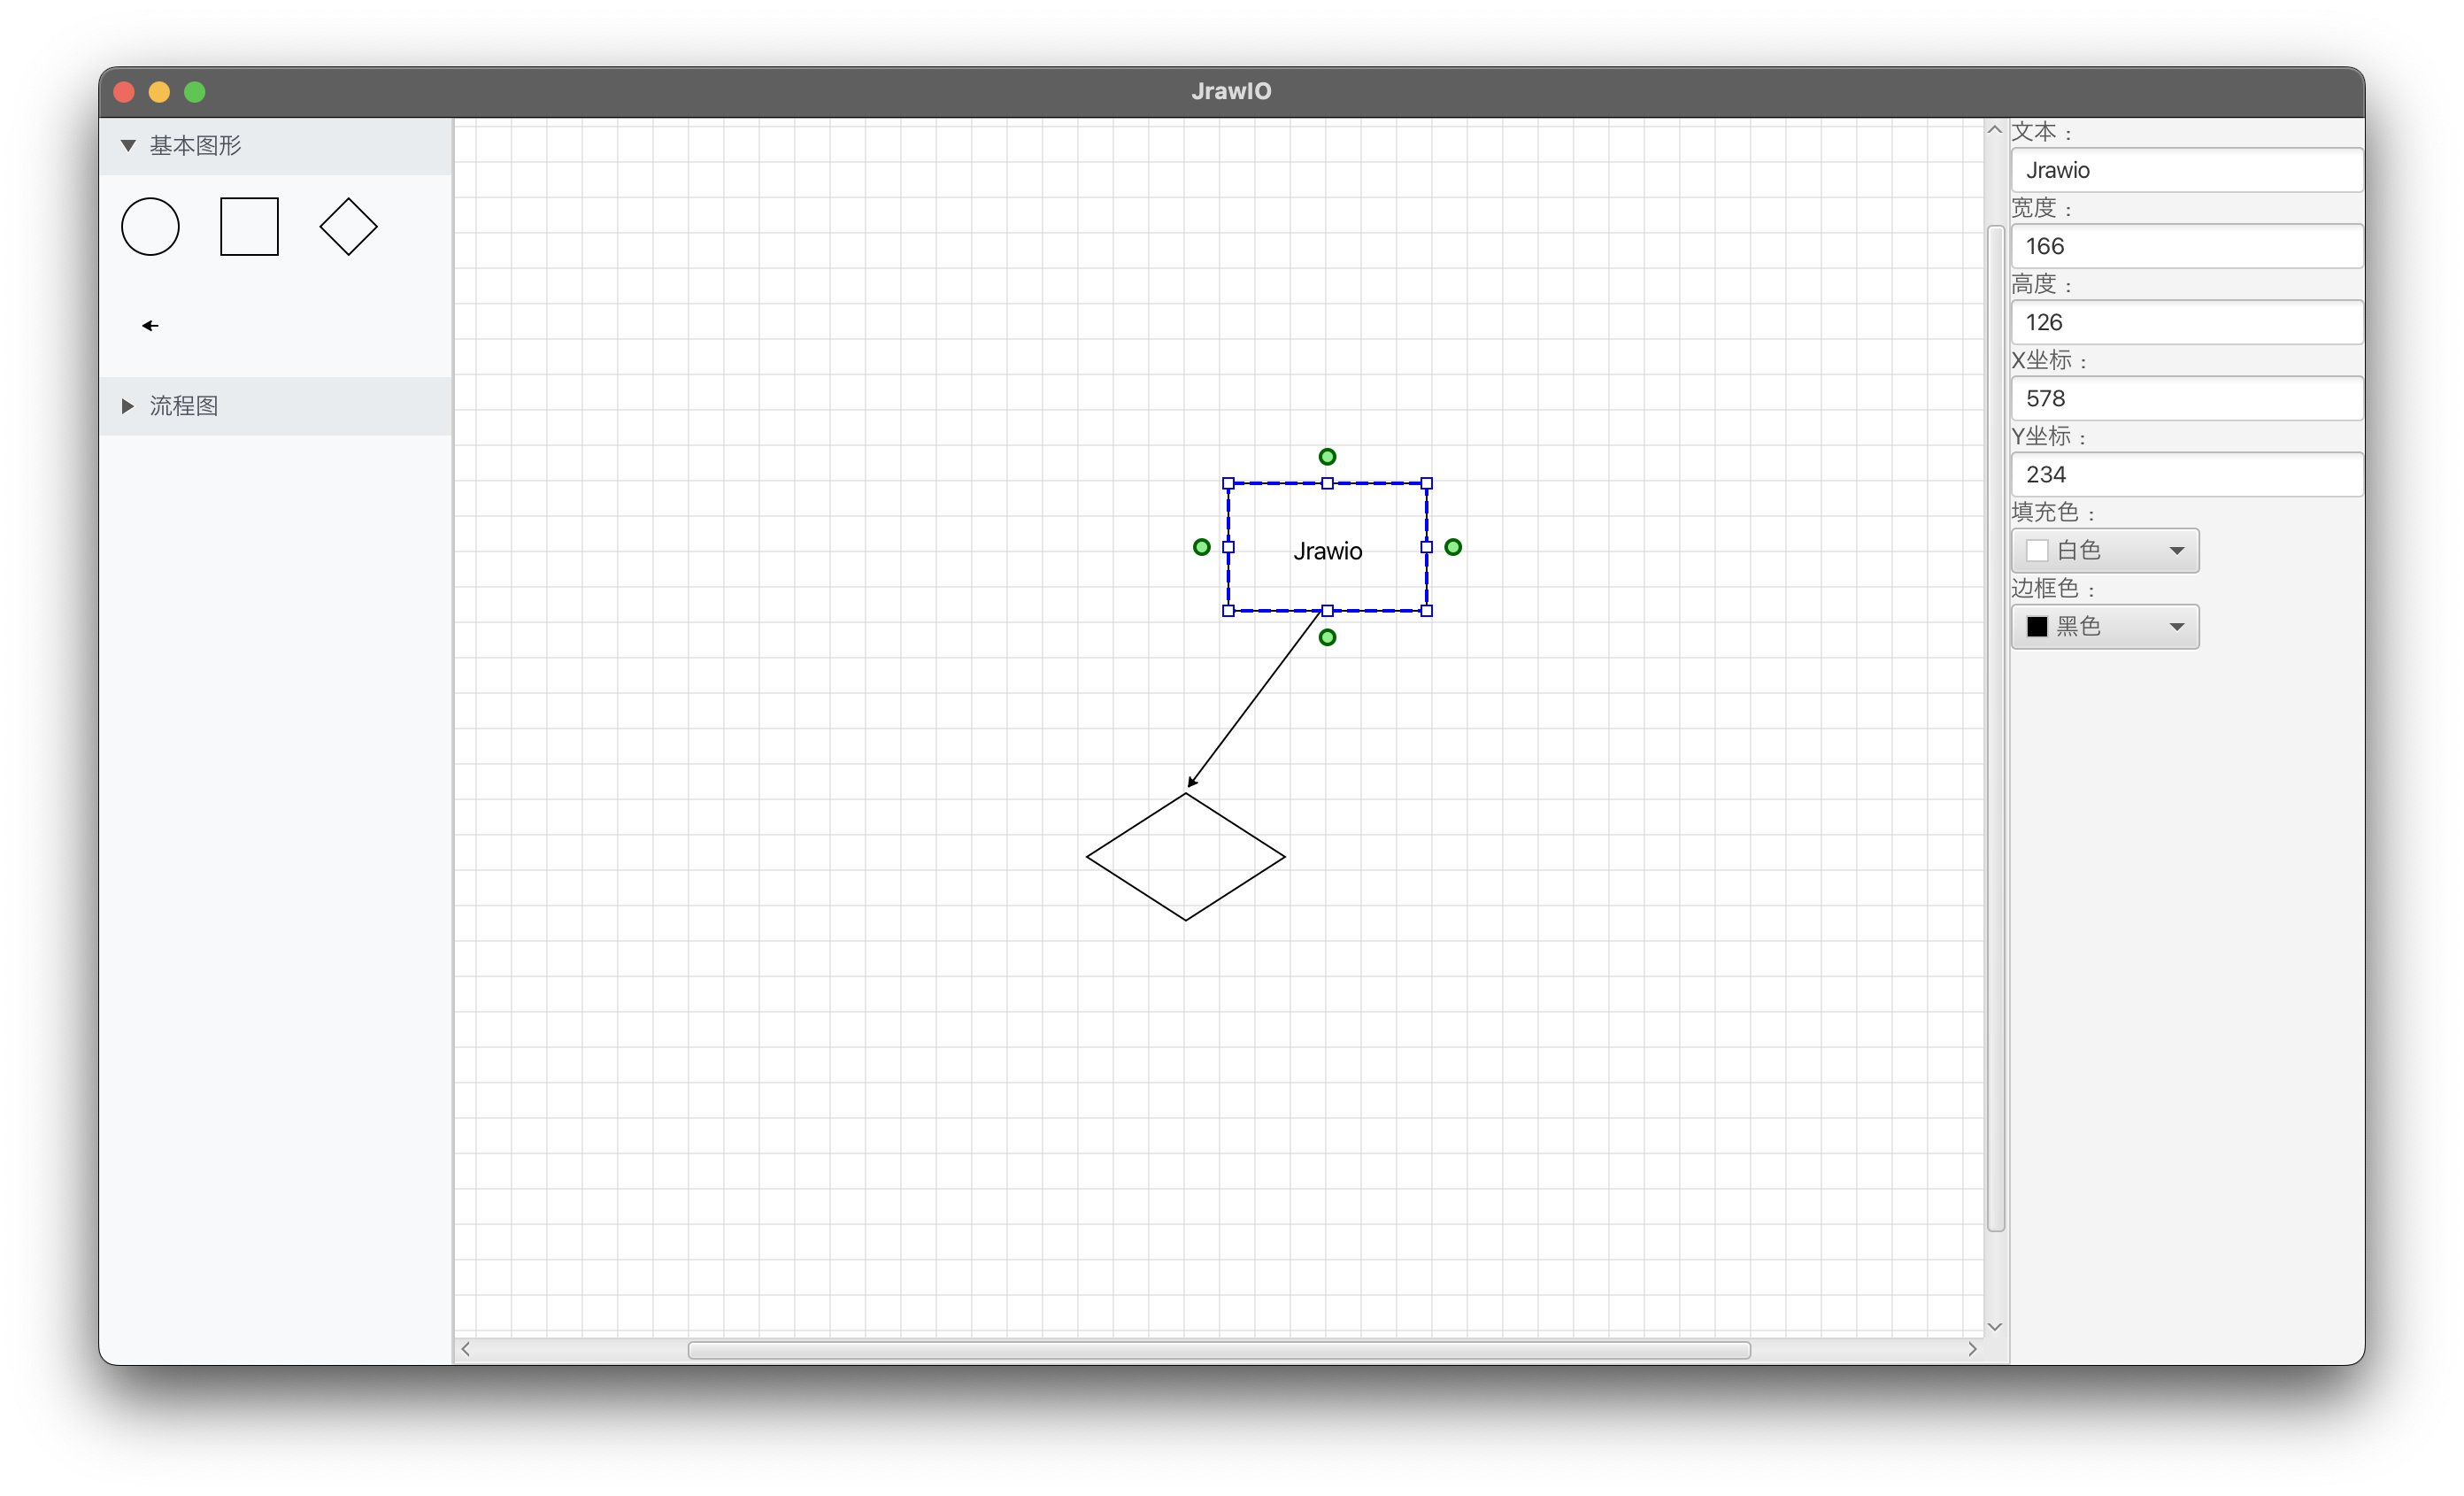 JrawIO
基本图形
流程图
Jrawio
文本：
Jrawio
宽度：
166
高度：
126
X坐标：
578
Y坐标：
234
填充色：
白色
边框色：
黑色